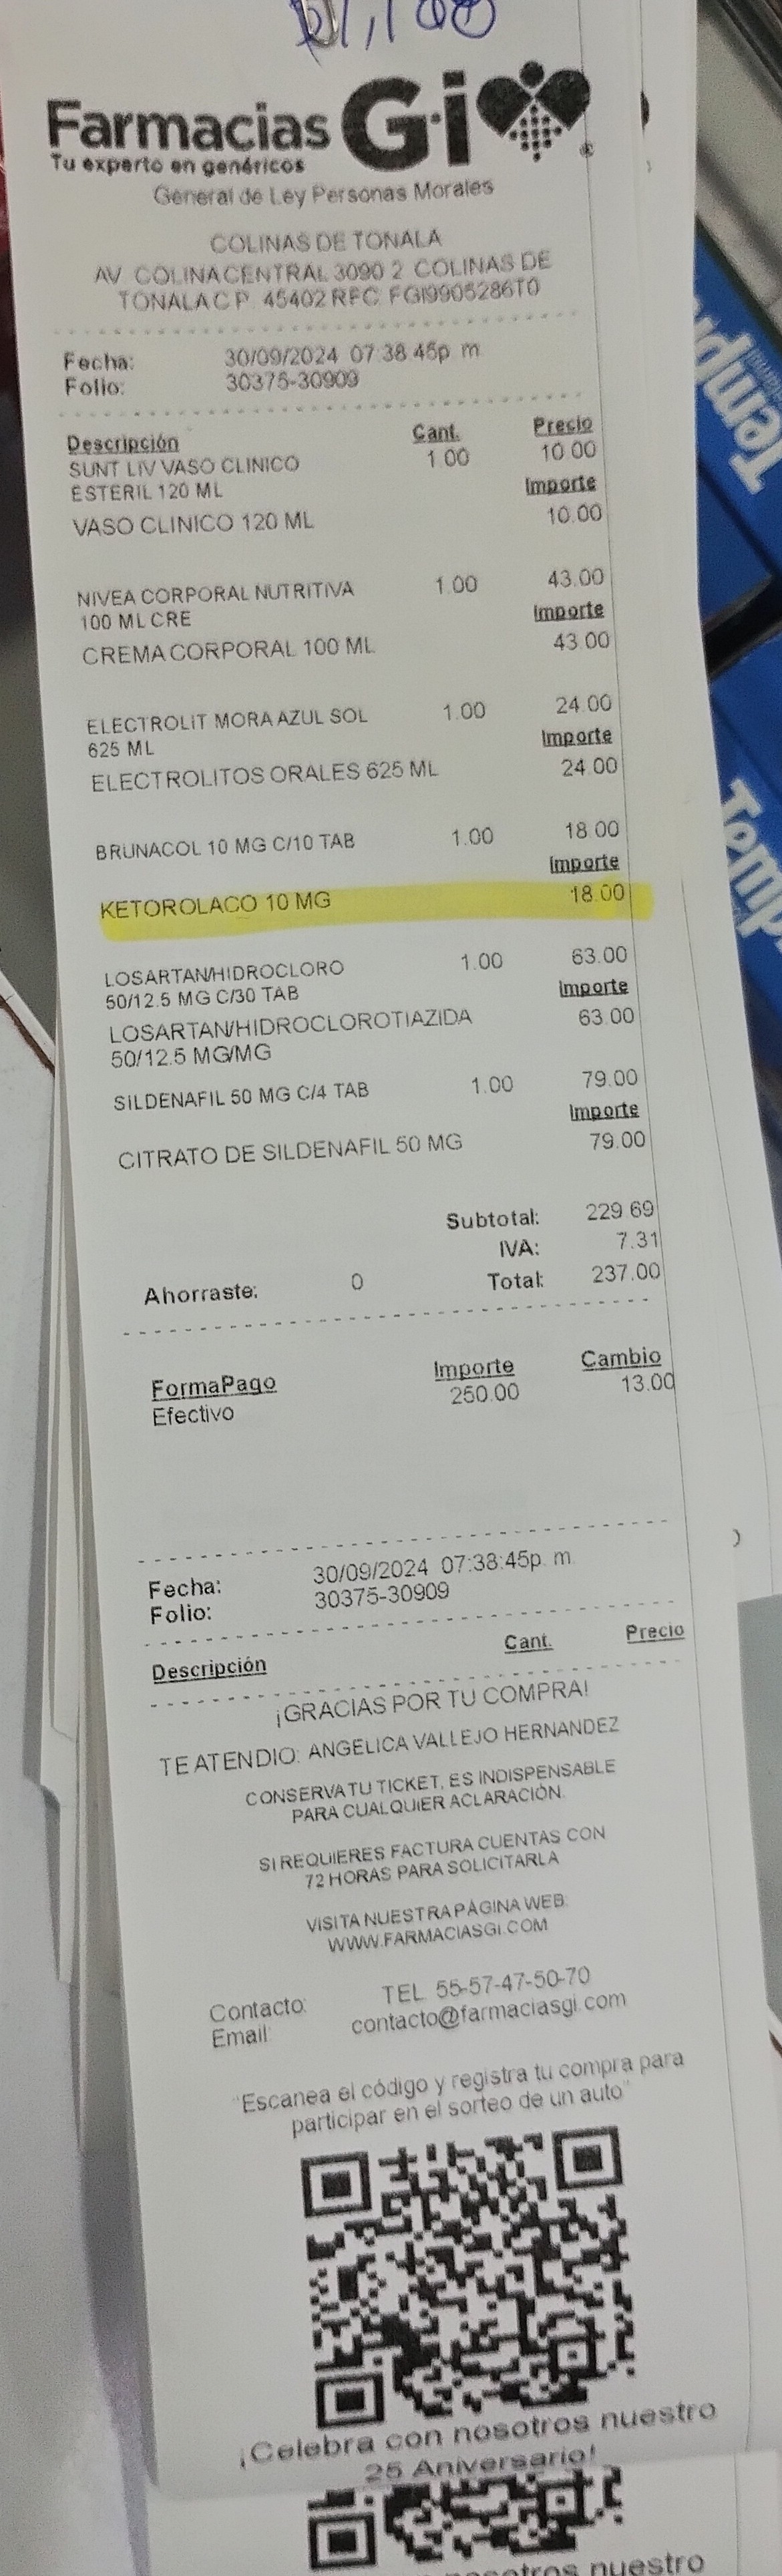 $1,100
Farmacias Gi
Tu experto en genéricos
General de Ley Personas Morales
COLINAS DE TONALA
AV. COLINA CENTRAL 3090 2 COLINAS DE
TONALA C.P. 45402 RFC: FGI9905286T0
Fecha: 30/09/2024 07:38:45p. m.
Folio: 30375-30909
Descripción Cant. Precio
SUNT LIV VASO CLINICO 1.00 10.00
ESTERIL 120 ML Importe
VASO CLINICO 120 ML 10.00
NIVEA CORPORAL NUTRITIVA 1.00 43.00
100 ML CRE Importe
CREMA CORPORAL 100 ML 43.00
ELECTROLIT MORA AZUL SOL 1.00 24.00
625 ML Importe
ELECTROLITOS ORALES 625 ML 24.00
BRUNACOL 10 MG C/10 TAB 1.00 18.00
Importe
KETOROLACO 10 MG 18.00
LOSARTAN/HIDROCLORO 1.00 63.00
50/12.5 MG C/30 TAB Importe
LOSARTAN/HIDROCLOROTIAZIDA 63.00
50/12.5 MG/MG
SILDENAFIL 50 MG C/4 TAB 1.00 79.00
Importe
CITRATO DE SILDENAFIL 50 MG 79.00
Subtotal: 229.69
IVA: 7.31
Ahorraste: 0 Total: 237.00
FormaPago Importe Cambio
Efectivo 250.00 13.00
Fecha: 30/09/2024 07:38:45p. m.
Folio: 30375-30909
Descripción Cant. Precio
¡GRACIAS POR TU COMPRA!
TE ATENDIO: ANGELICA VALLEJO HERNANDEZ
CONSERVA TU TICKET, ES INDISPENSABLE
PARA CUALQUIER ACLARACIÓN.
SI REQUIERES FACTURA CUENTAS CON
72 HORAS PARA SOLICITARLA
VISITA NUESTRA PÁGINA WEB:
WWW.FARMACIASGI.COM
Contacto: TEL. 55-57-47-50-70
Email: contacto@farmaciasgi.com
"Escanea el código y registra tu compra para
participar en el sorteo de un auto"
¡Celebra con nosotros nuestro
25 Aniversario!
nosotros nuestro
Tempr
Temp